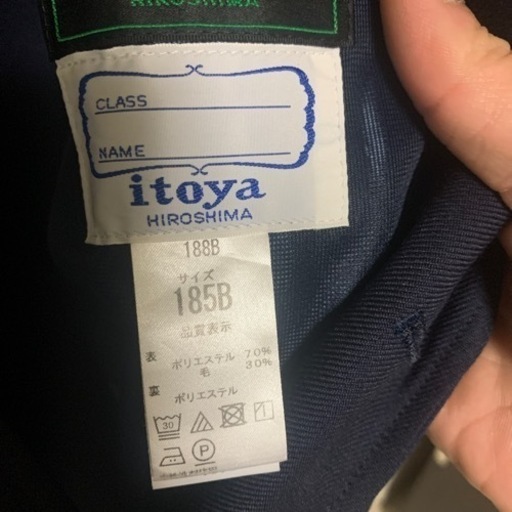 HIROSHIMA
CLASS
NAME
itoya
HIROSHIMA
188B
サイズ
185B
品質表示
表 ポリエステル 70%
毛 30%
裏 ポリエステル
30
P